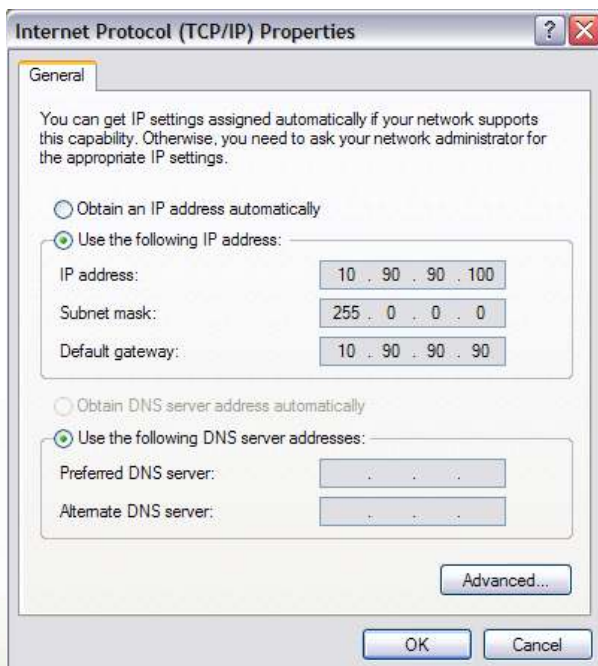 Internet Protocol (TCP/IP) Properties
?
General
You can get IP settings assigned automatically if your network supports
this capability. Otherwise, you need to ask your network administrator for
the appropriate IP settings.
Obtain an IP address automatically
Use the following IP address:
IP address: 10 . 90 . 90 . 100
Subnet mask: 255 . 0 . 0 . 0
Default gateway: 10 . 90 . 90 . 90
Obtain DNS server address automatically
Use the following DNS server addresses:
Preferred DNS server: . . .
Alternate DNS server: . . .
Advanced...
OK Cancel